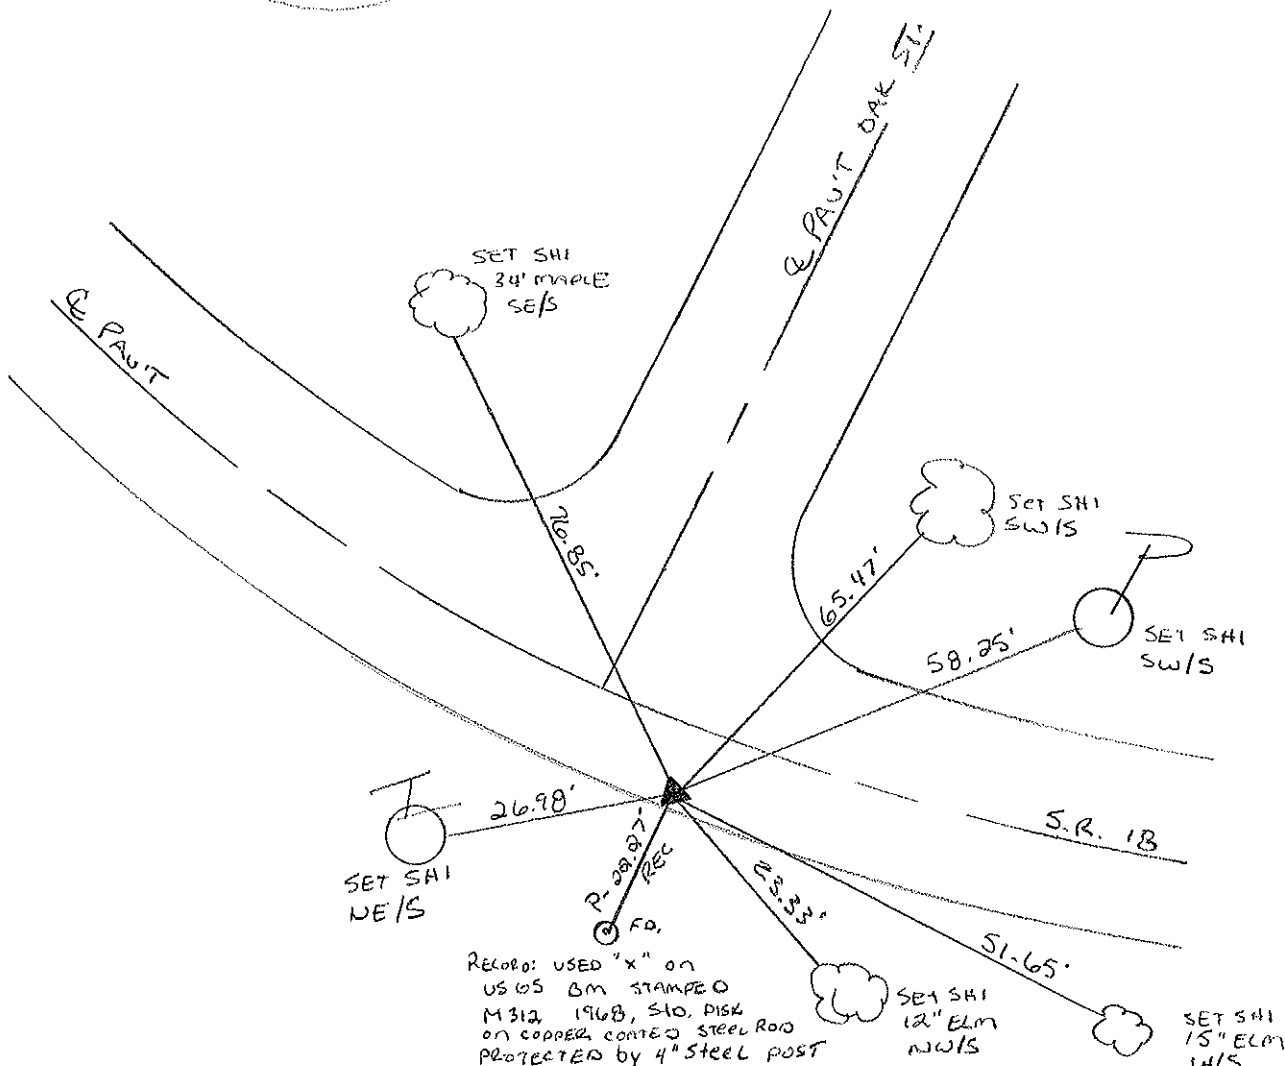 ℄ PAV'T OAK ST.
SET SHI
34' MAPLE
SE/S
℄ PAV'T
76.85'
65.47'
SET SHI
SW/S
58.25'
SET SHI
SW/S
26.98'
SET SHI
NE/S
P- 22.27'
REC
FD.
23.33'
51.65'
S.R. 18
RECORD: USED "X" ON
BM STAMPED
M 312 1968, STD. DISK
ON COPPER COATED STEEL ROD
PROTECTED by 4" STEEL POST
SET SHI
12" ELM
NW/S
SET SHI
15" ELM